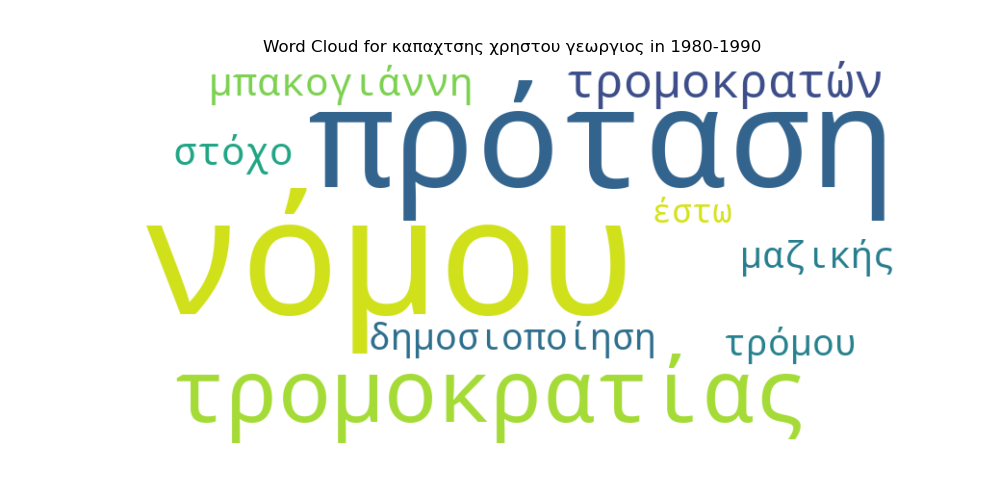 Word Cloud for καπαχτσης χρηστου γεωργιος in 1980-1990
μπακογιάννη τρομοκρατών
στόχο πρόταση
έστω
νόμου μαζικής
δημοσιοποίηση τρόμου
τρομοκρατίας